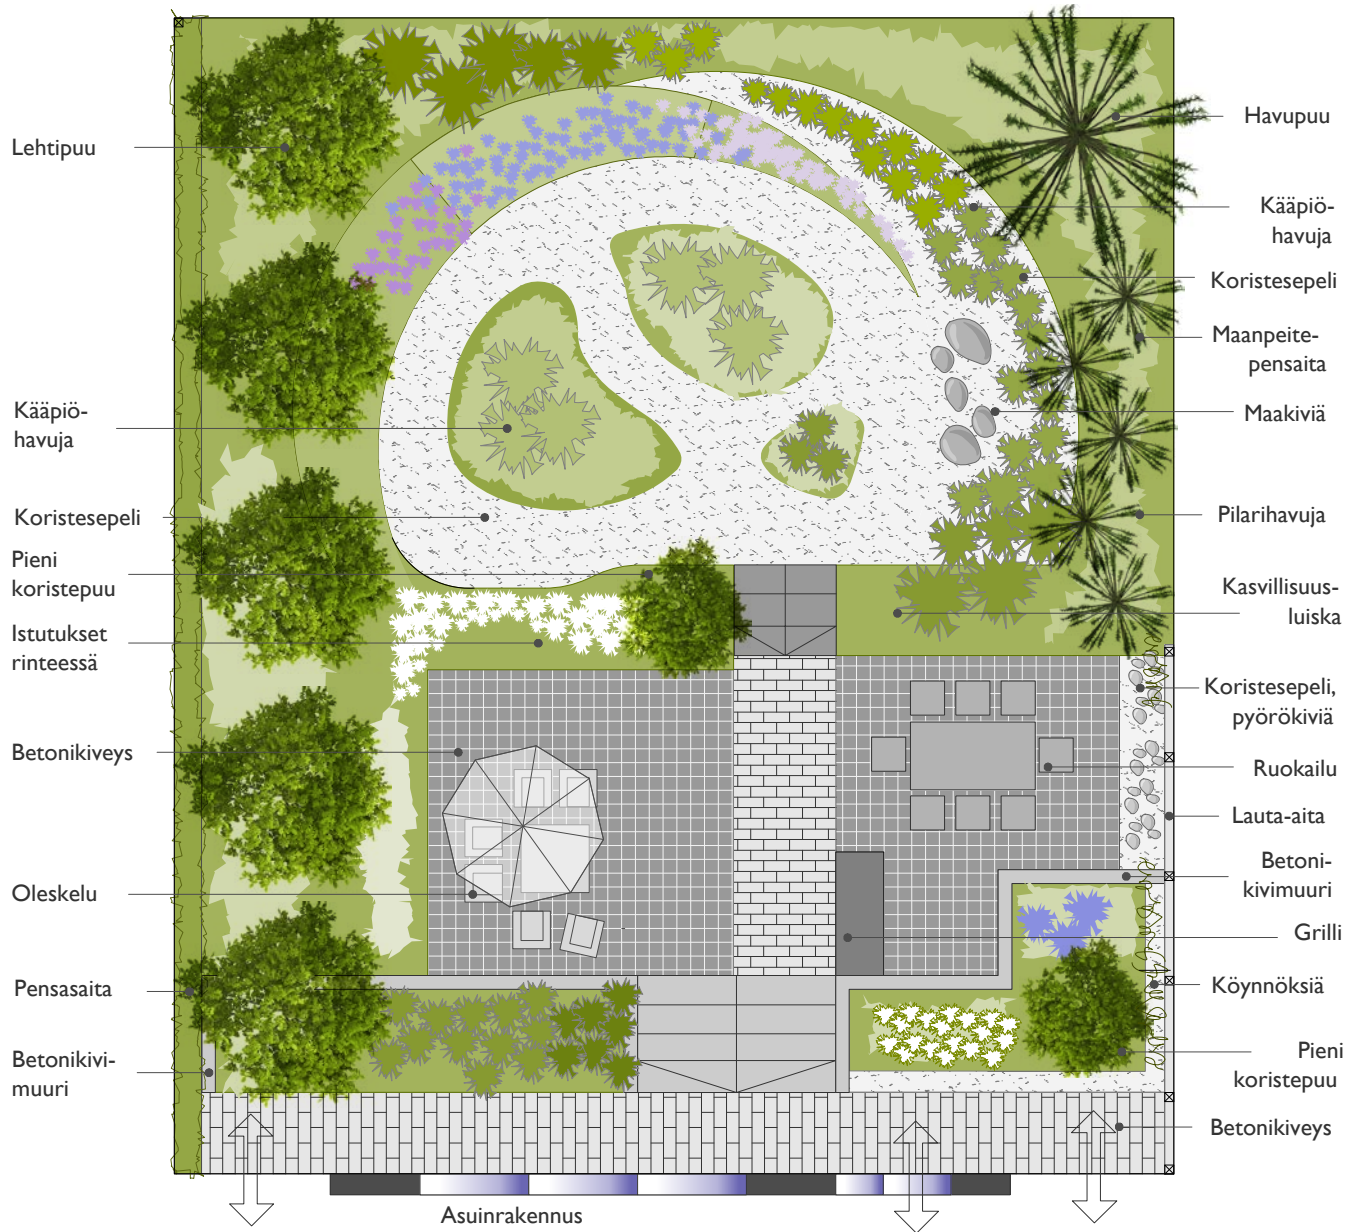 Lehtipuu
Kääpiö-
havuja
Koristesepeli
Pieni
koristepuu
Istutukset
rinteessä
Betonikiveys
Oleskelu
Pensasaita
Betonikivi-
muuri
Havupuu
Kääpiö-
havuja
Koristesepeli
Maanpeite-
pensaita
Maakiviä
Pilarihavuja
Kasvillisuus-
luiska
Koristesepeli,
pyörökiviä
Ruokailu
Lauta-aita
Betoni-
kivimuuri
Grilli
Köynnöksiä
Pieni
koristepuu
Betonikiveys
Asuinrakennus